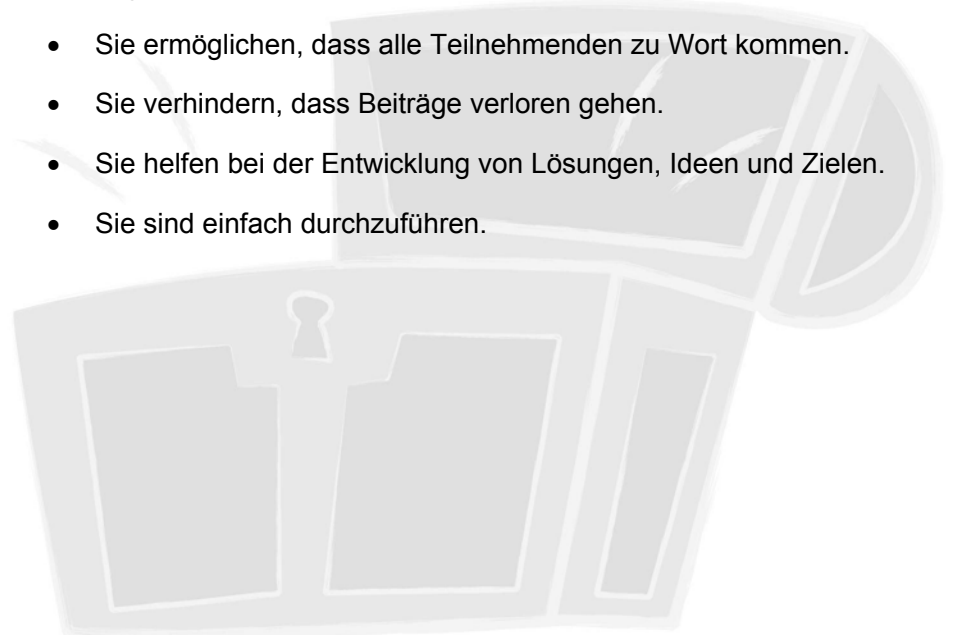 • Sie ermöglichen, dass alle Teilnehmenden zu Wort kommen.
• Sie verhindern, dass Beiträge verloren gehen.
• Sie helfen bei der Entwicklung von Lösungen, Ideen und Zielen.
• Sie sind einfach durchzuführen.